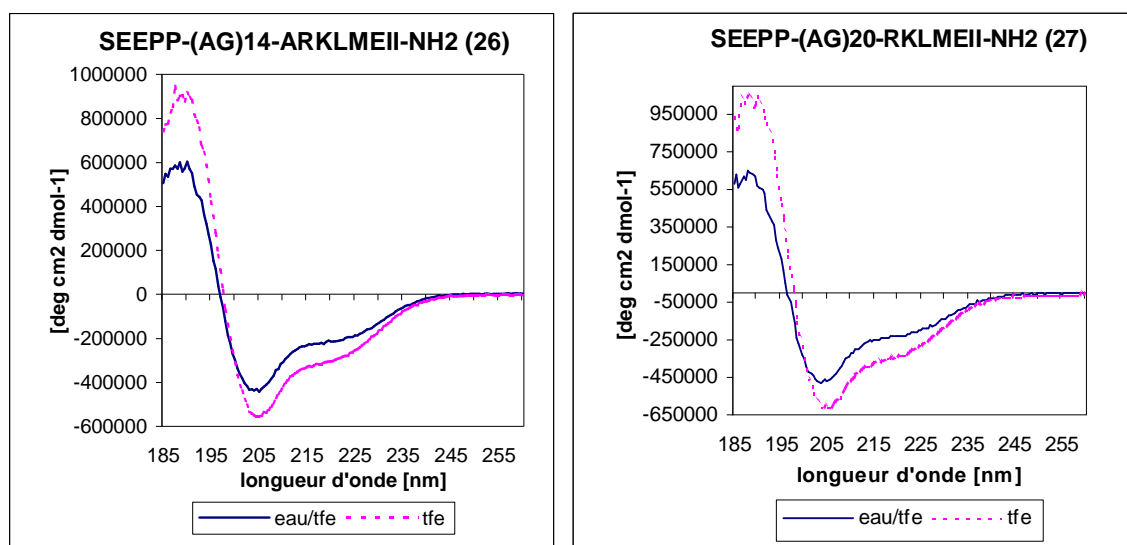 SEEPP-(AG)14-ARKLMEII-NH2 (26)
[deg cm2 dmol-1]
1000000
800000
600000
400000
200000
0
-200000
-400000
-600000
185 195 205 215 225 235 245 255
longueur d'onde [nm]
eau/tfe tfe
SEEPP-(AG)20-RKLMEII-NH2 (27)
[deg cm2 dmol-1]
950000
750000
550000
350000
150000
-50000
-250000
-450000
-650000
185 195 205 215 225 235 245 255
longueur d'onde [nm]
eau/tfe tfe